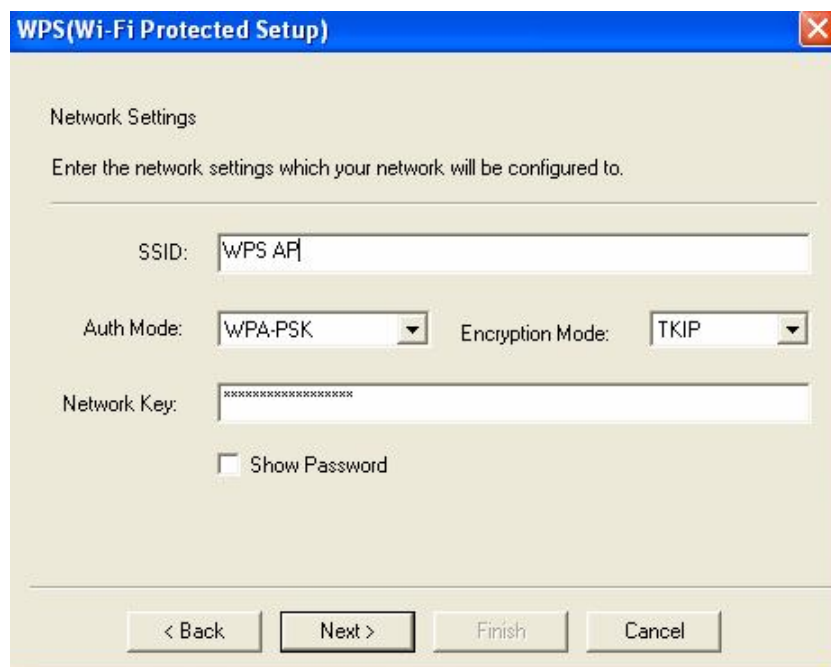 WPS(Wi-Fi Protected Setup)
Network Settings
Enter the network settings which your network will be configured to.
SSID: WPS AP
Auth Mode: WPA-PSK Encryption Mode: TKIP
Network Key: ******************
Show Password
< Back Next > Finish Cancel